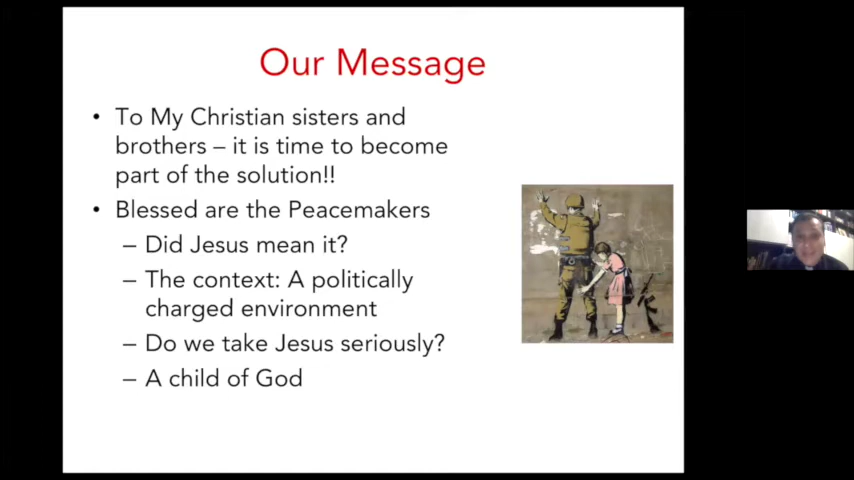 Our Message
• To My Christian sisters and
brothers – it is time to become
part of the solution!!
• Blessed are the Peacemakers
– Did Jesus mean it?
– The context: A politically
charged environment
– Do we take Jesus seriously?
– A child of God